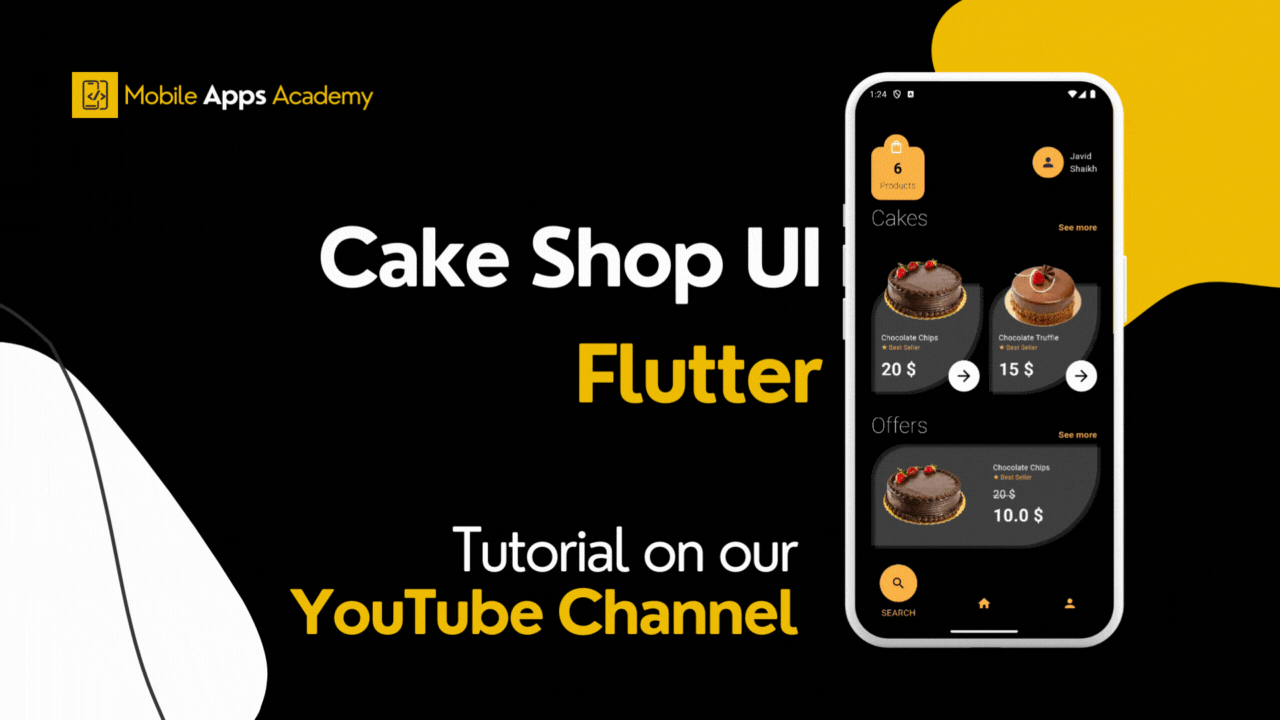 Mobile Apps Academy
Cake Shop UI
Flutter
Tutorial on our
YouTube Channel
1:24
6
Products
Javid
Shaikh
Cakes
See more
Chocolate Chips
★ Best Seller
20 $
Chocolate Truffle
★ Best Seller
15 $
Offers
See more
Chocolate Chips
★ Best Seller
20 $
10.0 $
SEARCH